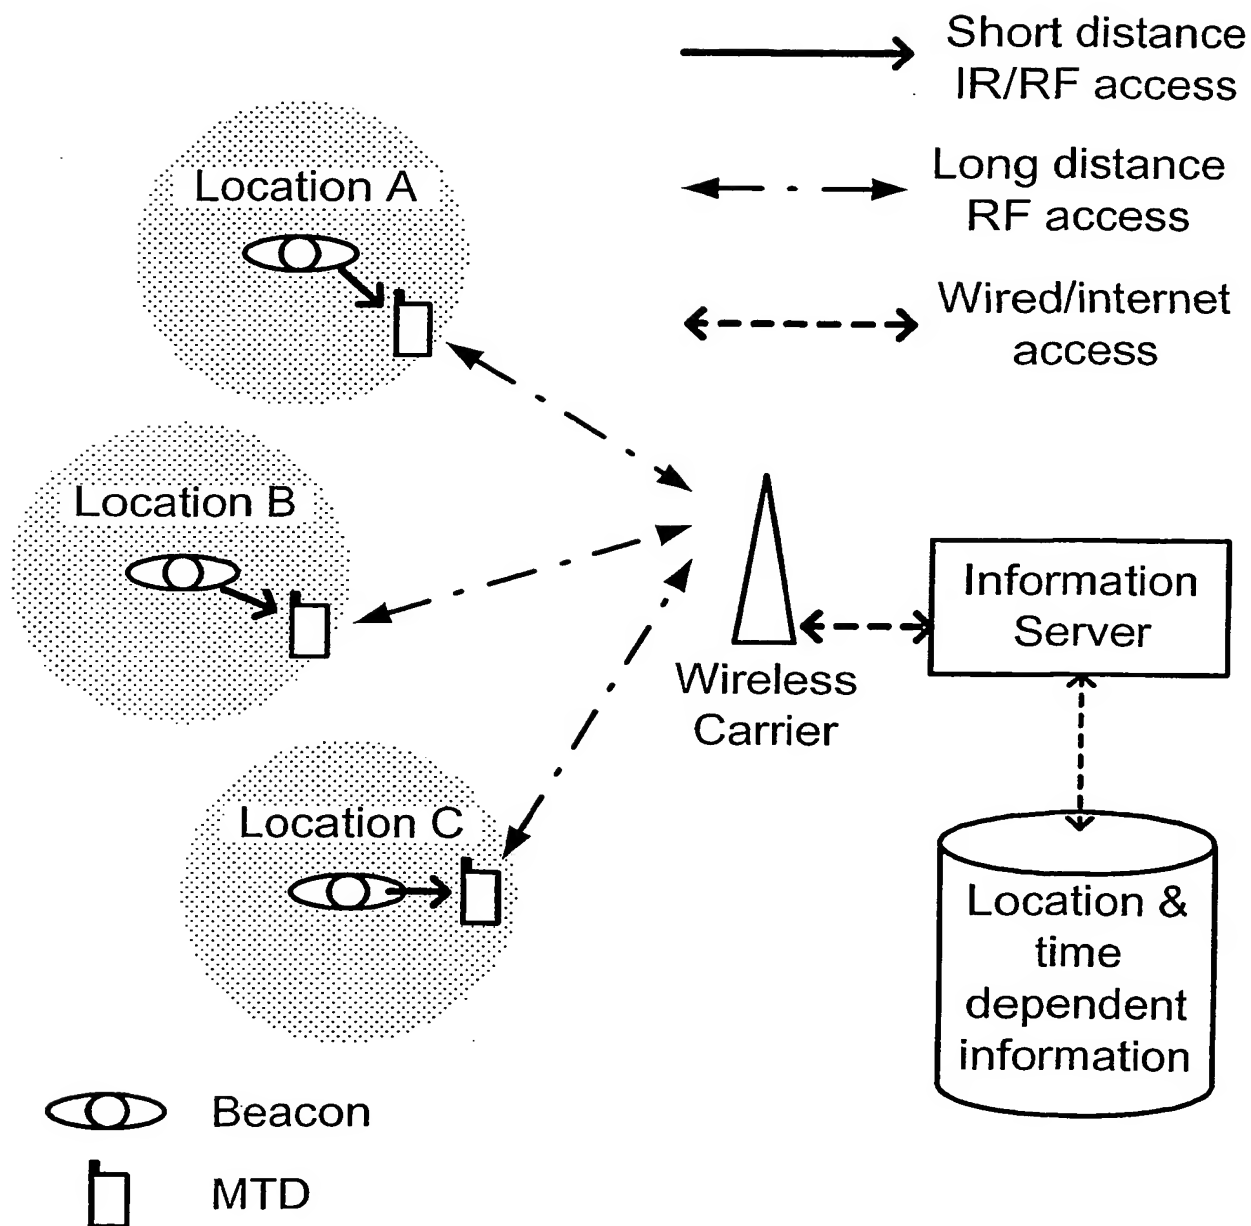 Short distance
IR/RF access
Long distance
RF access
Wired/internet
access
Location A
Location B
Location C
Wireless
Carrier
Information
Server
Location &
time
dependent
information
Beacon
MTD